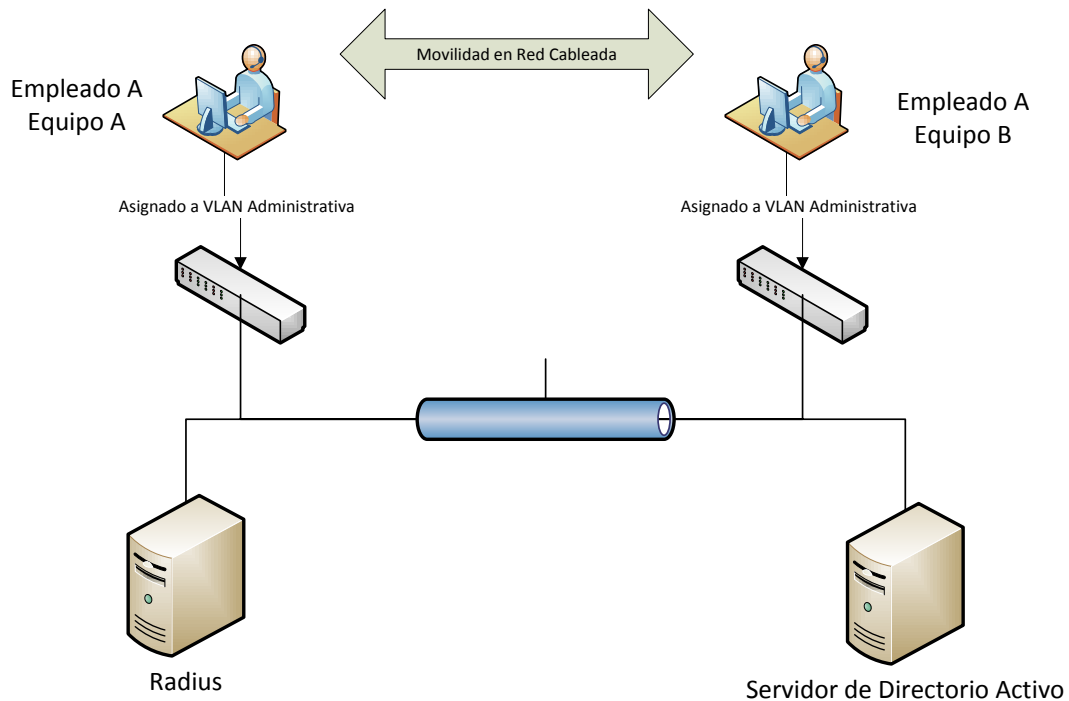 Movilidad en Red Cableada
Empleado A
Equipo A
Empleado A
Equipo B
Asignado a VLAN Administrativa
Asignado a VLAN Administrativa
Radius
Servidor de Directorio Activo